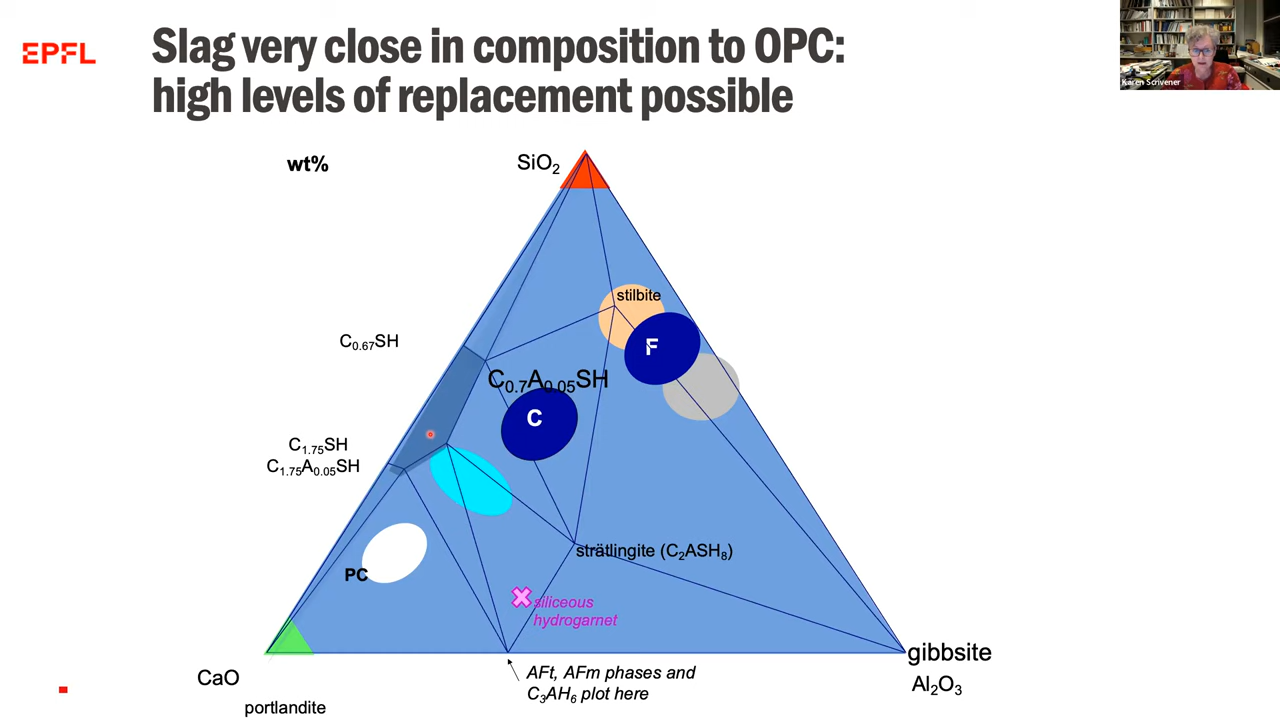 EPFL
Slag very close in composition to OPC:
high levels of replacement possible
Karen Scrivener
wt%
SiO₂
stilbite
C₀.₆₇SH
F
C₀.₇A₀.₀₅SH
C
C₁.₇₅SH
C₁.₇₅A₀.₀₅SH
strätlingite (C₂ASH₈)
PC
siliceous
hydrogarnet
gibbsite
Al₂O₃
CaO
portlandite
AFt, AFm phases and
C₃AH₆ plot here